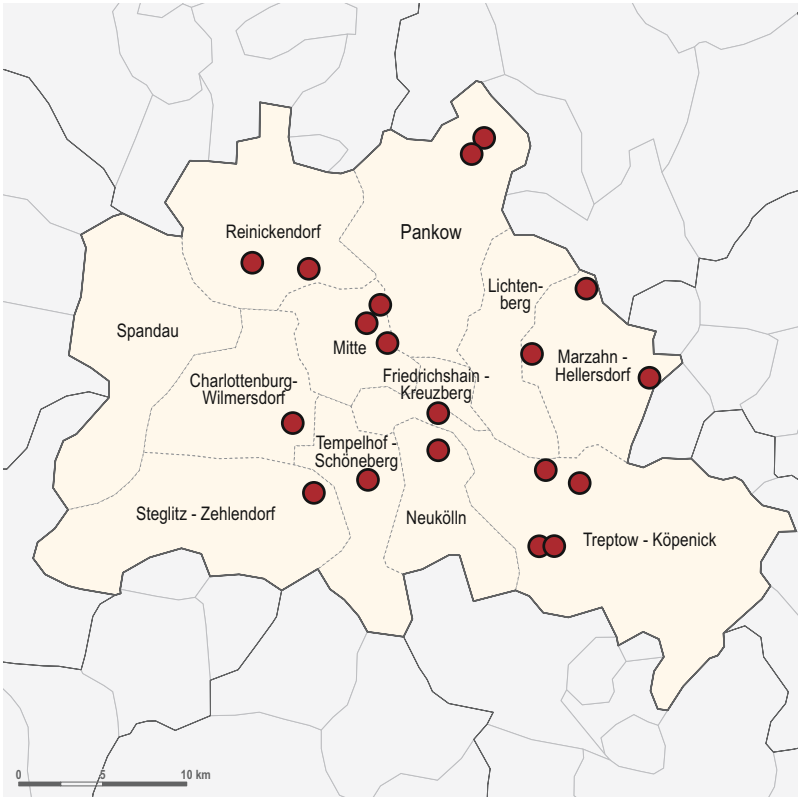 Reinickendorf
Pankow
Lichten-
berg
Spandau
Mitte
Marzahn -
Hellersdorf
Charlottenburg-
Wilmersdorf
Friedrichshain -
Kreuzberg
Tempelhof -
Schöneberg
Steglitz - Zehlendorf
Neukölln
Treptow - Köpenick
0 5 10 km